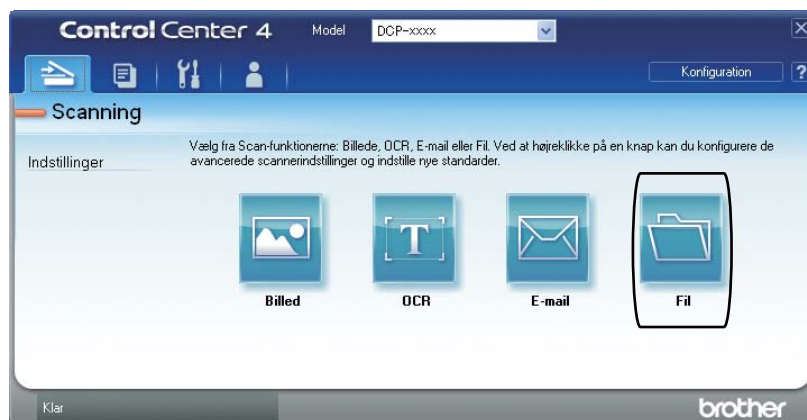 Control Center 4 Model DCP-xxxx
Konfiguration ?
Scanning
Vælg fra Scan-funktionerne: Billede, OCR, E-mail eller Fil. Ved at højreklikke på en knap kan du konfigurere de
avancerede scannerindstillinger og indstille nye standarder.
Indstillinger
T
Billed OCR E-mail Fil
Klar
brother